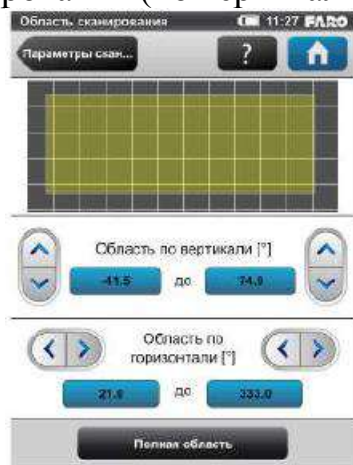 Область сканирования 11:27 FARO
Параметры скан... ?
Область по вертикали [°]
-41.5 до 74.9
Область по
горизонтали [°]
21.6 до 333.0
Полная область